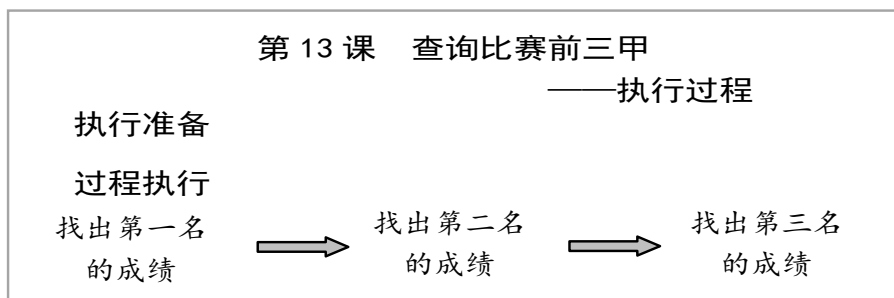 第 13 课 查询比赛前三甲
——执行过程
执行准备
过程执行
找出第一名
的成绩
找出第二名
的成绩
找出第三名
的成绩